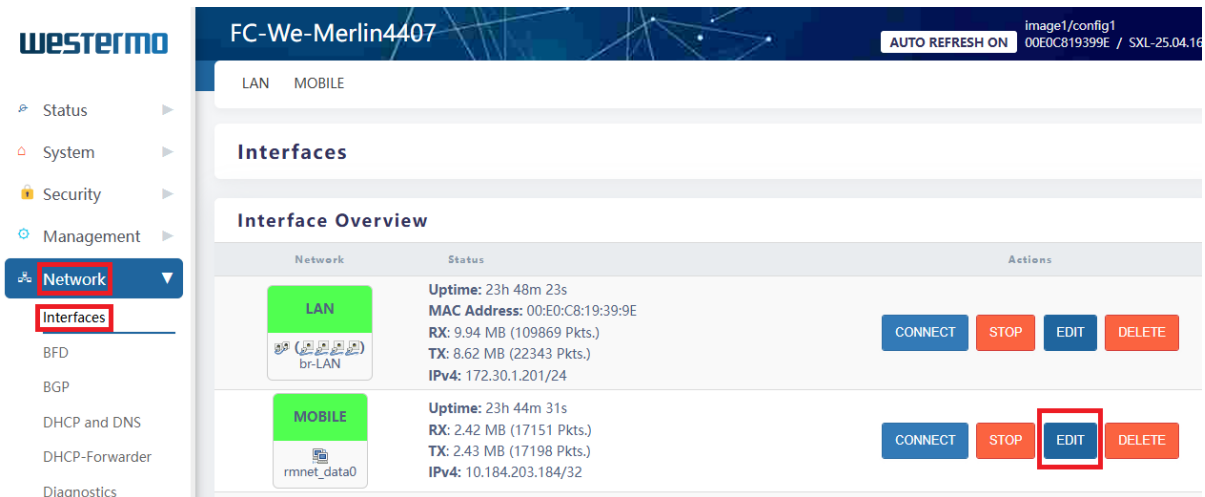 westermo
FC-We-Merlin4407
AUTO REFRESH ON
image1/config1
00E0C819399E / SXL-25.04.16
LAN MOBILE
Status
System
Security
Management
Network
Interfaces
BFD
BGP
DHCP and DNS
DHCP-Forwarder
Diagnostics
Interfaces
Interface Overview
Network Status Actions
LAN
br-LAN
Uptime: 23h 48m 23s
MAC Address: 00:E0:C8:19:39:9E
RX: 9.94 MB (109869 Pkts.)
TX: 8.62 MB (22343 Pkts.)
IPv4: 172.30.1.201/24
CONNECT STOP EDIT DELETE
MOBILE
rmnet_data0
Uptime: 23h 44m 31s
RX: 2.42 MB (17151 Pkts.)
TX: 2.43 MB (17198 Pkts.)
IPv4: 10.184.203.184/32
CONNECT STOP EDIT DELETE